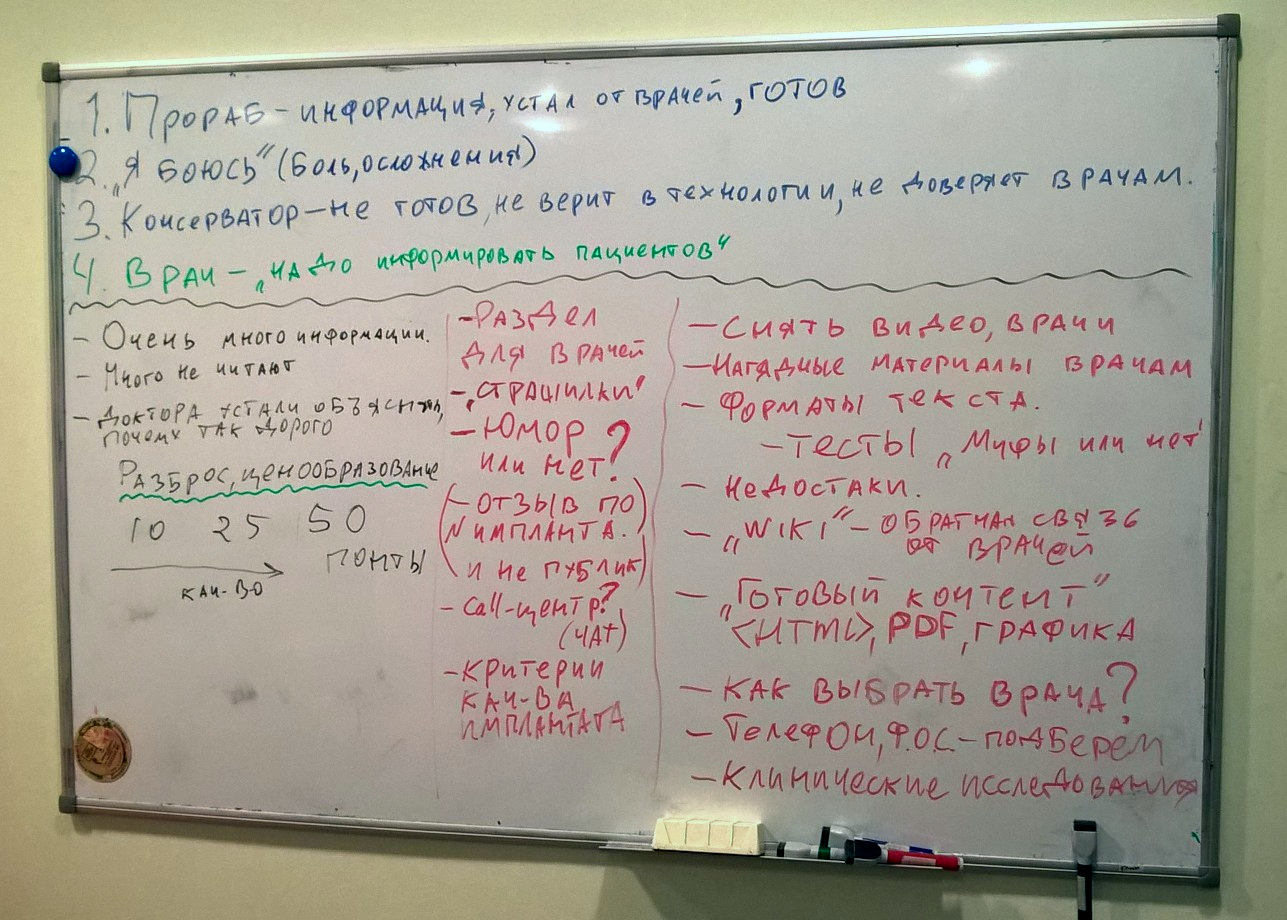 1. Прораб – информация, устал от врачей, готов
2. „Я боюсь“ (боль, осложнения)
3. Консерватор – не готов, не верит в технологии, не доверяет врачам.
4. Врач – „надо информировать пациентов“
- Очень много информации.
- Много не читают
- Доктора устали объяснять,
почему так дорого
Разброс, ценообразование
10 25 50
понты
кач-во
- Раздел
для врачей
- „страшилки“
- Юмор
или нет?
(- отзыв по
N импланта.
и не публик)
- Call-центр?
(чат)
- критерии
кач-ва
имплантата
- Снять видео, врачи
- Нагядные материалы врачам
- Форматы текста.
- Тесты „Мифы или нет“
- Недостаки.
- „WIKI“ - обратная связь
от врачей
- „Готовый контент“
<HTML>, PDF, графика
- Как выбрать врача?
- Телефон, Ф.О.С. - подберём
- Клинические исследования